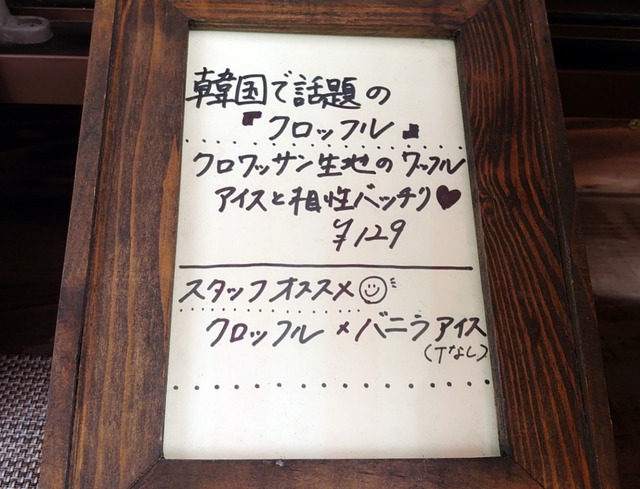 韓国で話題の
『クロッフル』
クロワッサン生地のワッフル
アイスと相性バッチリ♥
¥129
スタッフオススメ☺
クロッフル × バニラアイス
(Tなし)